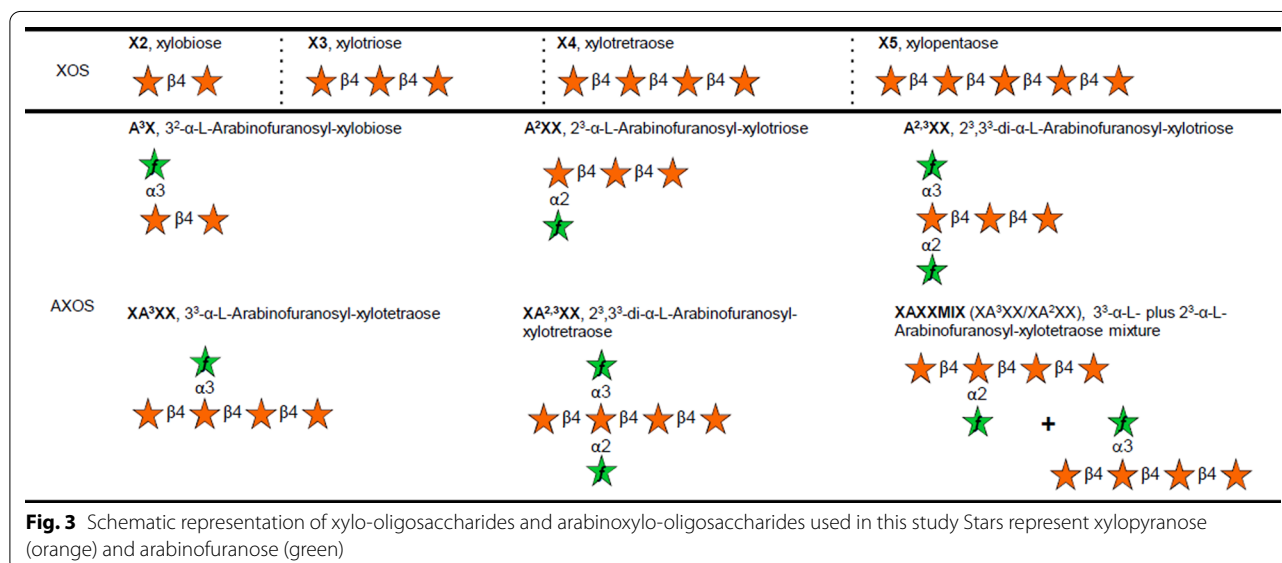 XOS
X2, xylobiose
β4
X3, xylotriose
β4 β4
X4, xylotretraose
β4 β4 β4
X5, xylopentaose
β4 β4 β4 β4
AXOS
A³X, 3²-α-L-Arabinofuranosyl-xylobiose
f
α3
β4
A²XX, 2³-α-L-Arabinofuranosyl-xylotriose
β4 β4
α2
f
A²,³XX, 2³,3³-di-α-L-Arabinofuranosyl-xylotriose
f
α3
β4 β4
α2
f
XA³XX, 3³-α-L-Arabinofuranosyl-xylotetraose
f
α3
β4 β4 β4
XA²,³XX, 2³,3³-di-α-L-Arabinofuranosyl-
xylotretraose
f
α3
β4 β4 β4
α2
f
XAXXMIX (XA³XX/XA²XX), 3³-α-L- plus 2³-α-L-
Arabinofuranosyl-xylotetraose mixture
β4 β4 β4
α2
f + f
α3
β4 β4 β4
Fig. 3 Schematic representation of xylo-oligosaccharides and arabinoxylo-oligosaccharides used in this study Stars represent xylopyranose
(orange) and arabinofuranose (green)